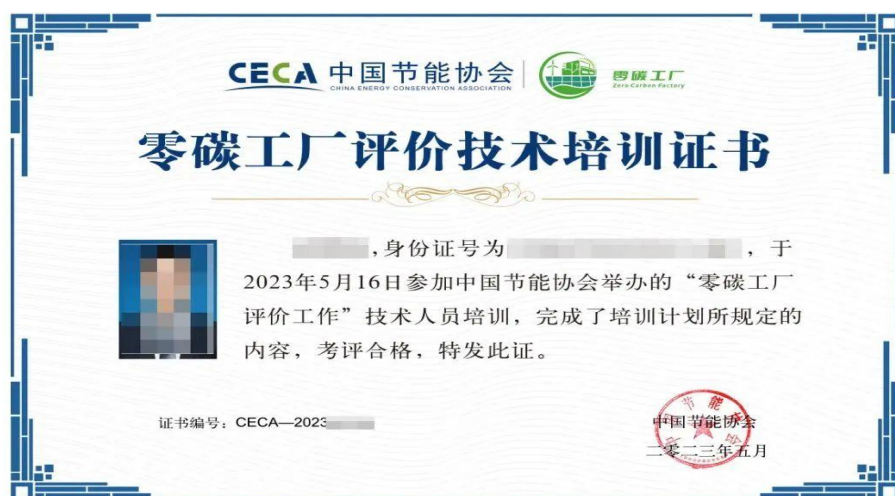 CECA 中国节能协会 零碳工厂
CHINA ENERGY CONSERVATION ASSOCIATION Zero Carbon Factory
零碳工厂评价技术培训证书
,身份证号为 ，于
2023年5月16日参加中国节能协会举办的“零碳工厂
评价工作”技术人员培训，完成了培训计划所规定的
内容，考评合格，特发此证。
证书编号：CECA—2023
中国节能协会
二零二三年五月